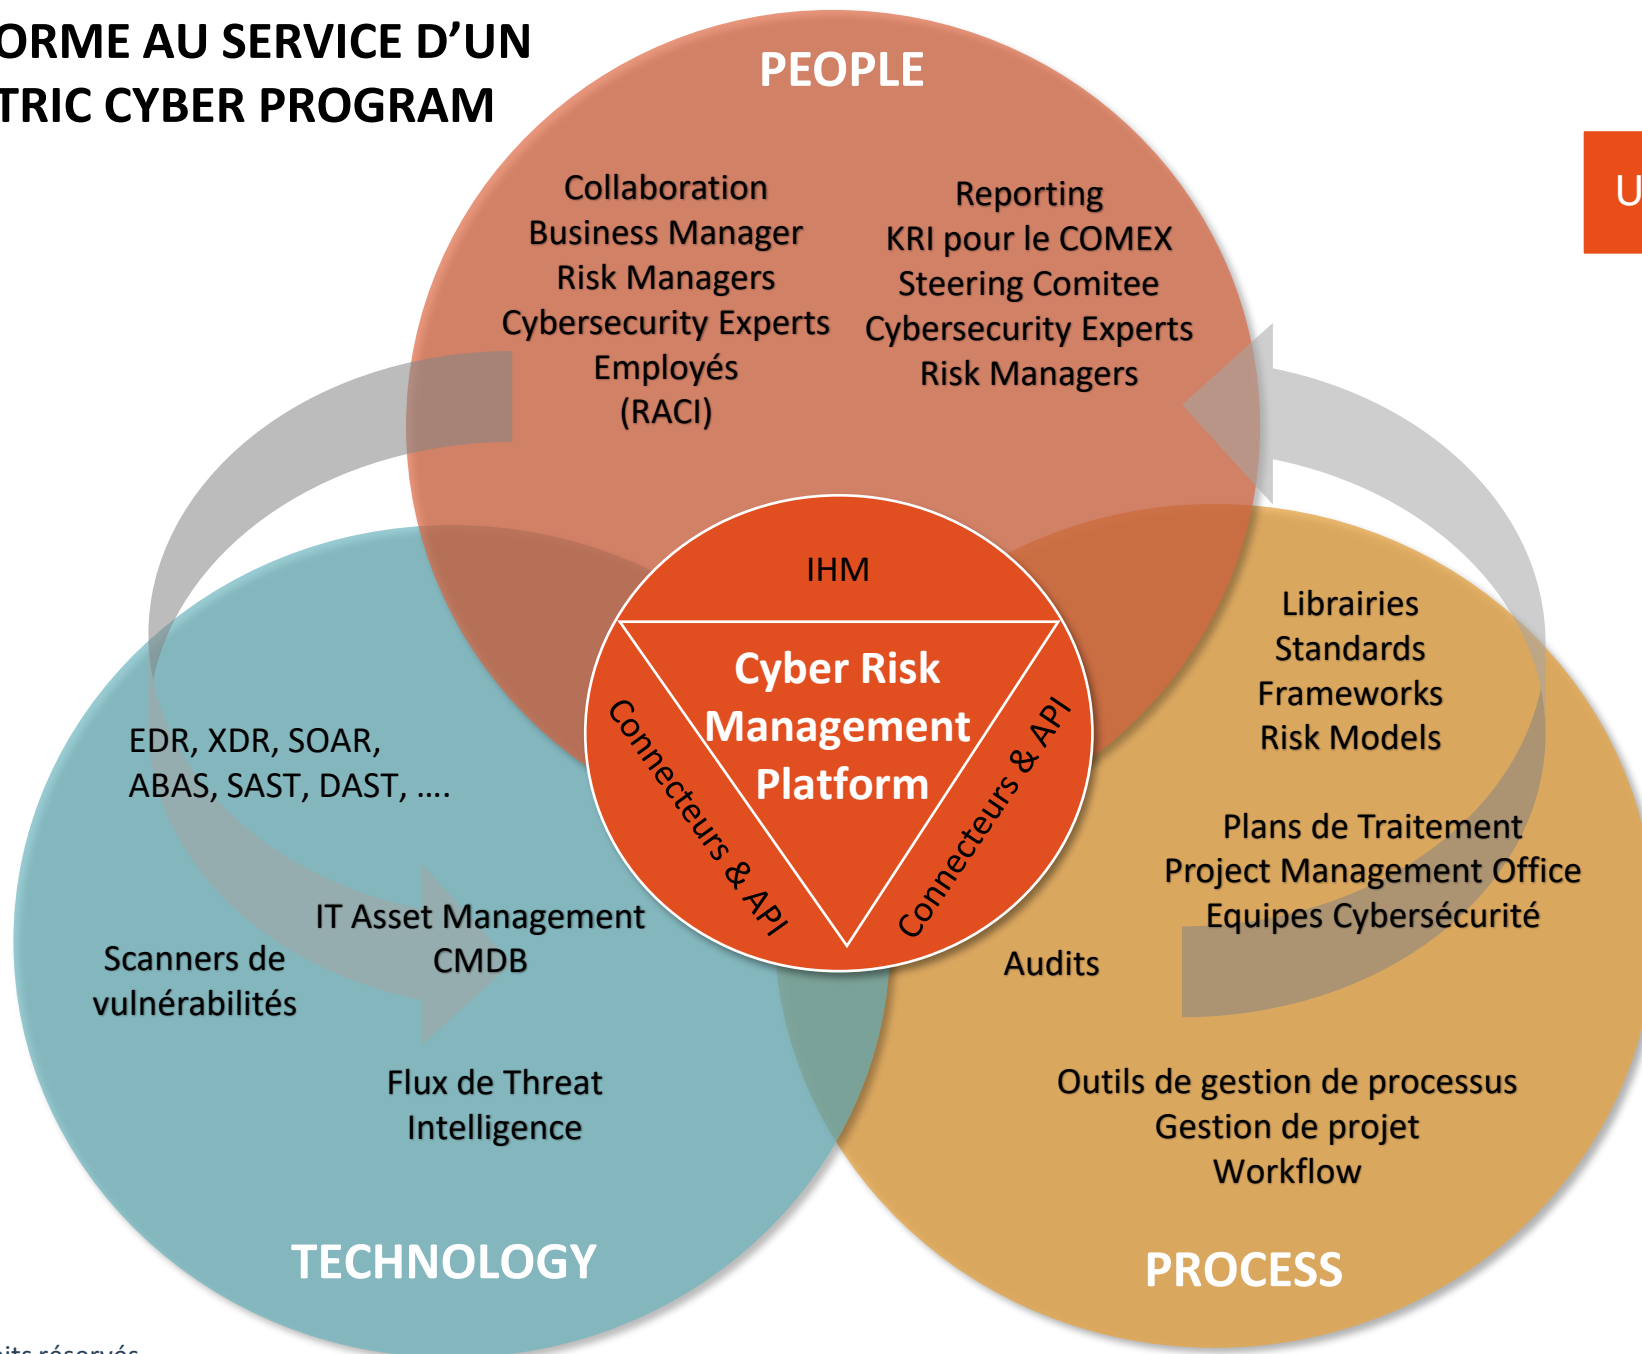 ORME AU SERVICE D’UN
TRIC CYBER PROGRAM
PEOPLE
U
Collaboration
Business Manager
Risk Managers
Cybersecurity Experts
Employés
(RACI)
Reporting
KRI pour le COMEX
Steering Comitee
Cybersecurity Experts
Risk Managers
IHM
Cyber Risk
Management
Platform
Connecteurs & API
Connecteurs & API
EDR, XDR, SOAR,
ABAS, SAST, DAST, ....
IT Asset Management
CMDB
Scanners de
vulnérabilités
Flux de Threat
Intelligence
TECHNOLOGY
Librairies
Standards
Frameworks
Risk Models
Plans de Traitement
Project Management Office
Equipes Cybersécurité
Audits
Outils de gestion de processus
Gestion de projet
Workflow
PROCESS
its réservés